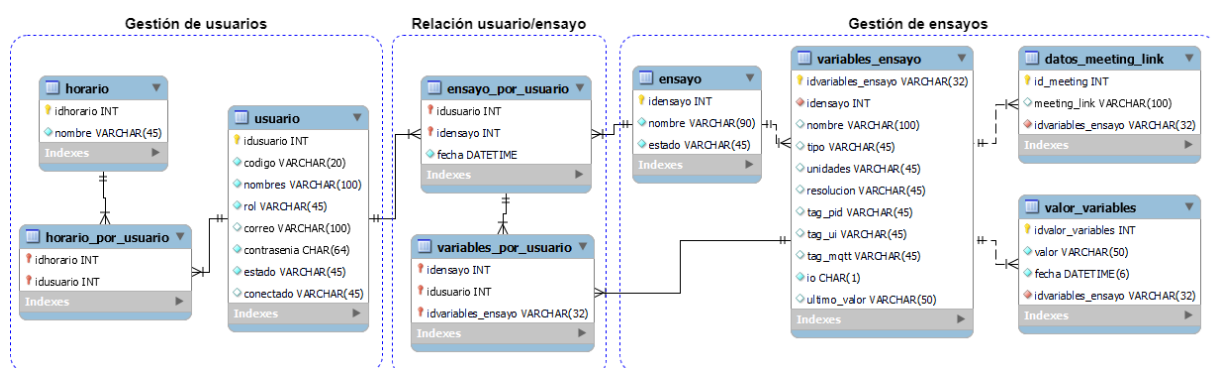 Gestión de usuarios
horario
idhorario INT
nombre VARCHAR(45)
Indexes
horario_por_usuario
idhorario INT
idusuario INT
Indexes
usuario
idusuario INT
codigo VARCHAR(20)
nombres VARCHAR(100)
rol VARCHAR(45)
correo VARCHAR(100)
contrasenia CHAR(64)
estado VARCHAR(45)
conectado VARCHAR(45)
Indexes
Relación usuario/ensayo
ensayo_por_usuario
idusuario INT
idensayo INT
fecha DATETIME
Indexes
variables_por_usuario
idensayo INT
idusuario INT
idvariables_ensayo VARCHAR(32)
Indexes
Gestión de ensayos
ensayo
idensayo INT
nombre VARCHAR(90)
estado VARCHAR(45)
Indexes
variables_ensayo
idvariables_ensayo VARCHAR(32)
idensayo INT
nombre VARCHAR(100)
tipo VARCHAR(45)
unidades VARCHAR(45)
resolucion VARCHAR(45)
tag_pid VARCHAR(45)
tag_ui VARCHAR(45)
tag_mqtt VARCHAR(45)
io CHAR(1)
ultimo_valor VARCHAR(50)
Indexes
datos_meeting_link
id_meeting INT
meeting_link VARCHAR(100)
idvariables_ensayo VARCHAR(32)
Indexes
valor_variables
idvalor_variables INT
valor VARCHAR(50)
fecha DATETIME(6)
idvariables_ensayo VARCHAR(32)
Indexes